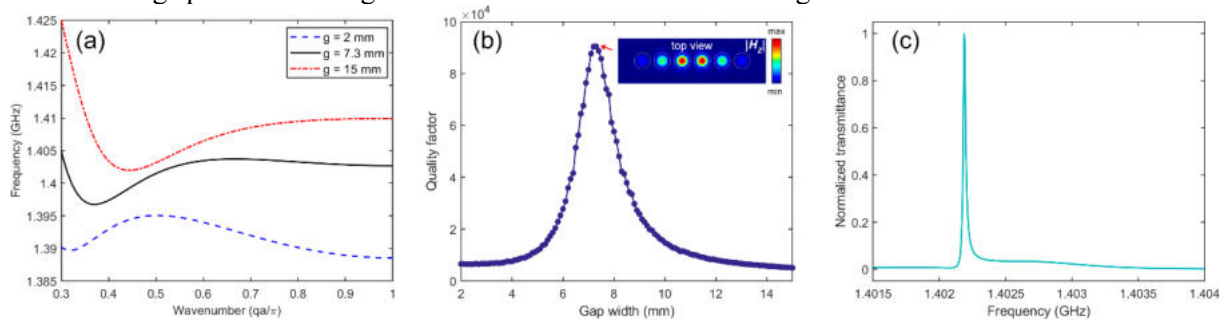 (a)
g = 2 mm
g = 7.3 mm
g = 15 mm
Frequency (GHz)
1.425
1.42
1.415
1.41
1.405
1.4
1.395
1.39
1.385
0.3 0.4 0.5 0.6 0.7 0.8 0.9 1
Wavenumber (qa/π)
×10⁴
(b)
top view
|H_z|
max
min
Quality factor
10
8
6
4
2
0
2 4 6 8 10 12 14
Gap width (mm)
(c)
Normalized transmittance
1
0.8
0.6
0.4
0.2
0
1.4015 1.402 1.4025 1.403 1.4035 1.404
Frequency (GHz)